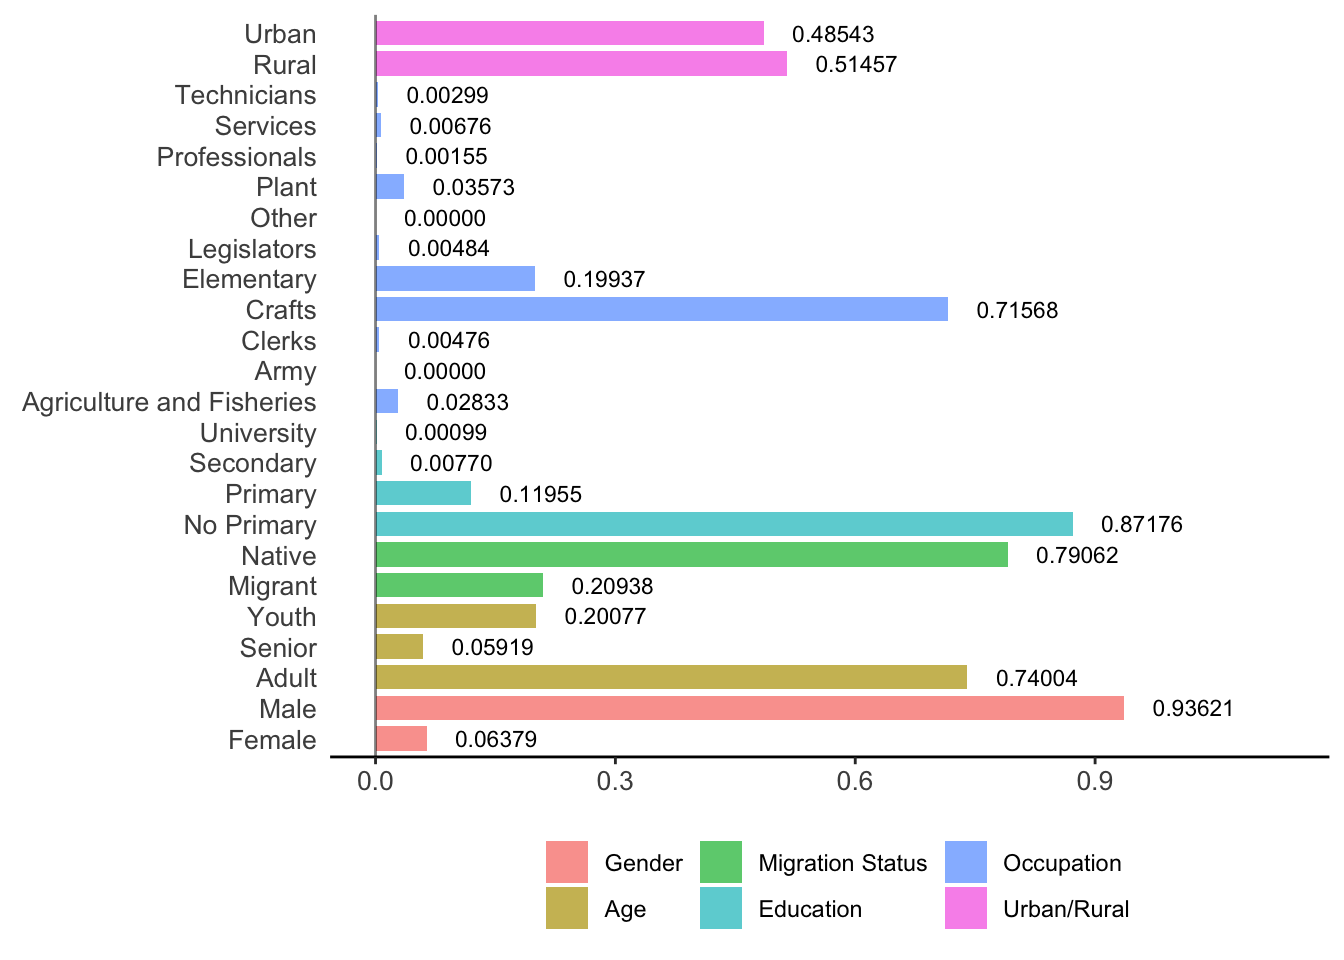 Urban 0.48543
Rural 0.51457
Technicians 0.00299
Services 0.00676
Professionals 0.00155
Plant 0.03573
Other 0.00000
Legislators 0.00484
Elementary 0.19937
Crafts 0.71568
Clerks 0.00476
Army 0.00000
Agriculture and Fisheries 0.02833
University 0.00099
Secondary 0.00770
Primary 0.11955
No Primary 0.87176
Native 0.79062
Migrant 0.20938
Youth 0.20077
Senior 0.05919
Adult 0.74004
Male 0.93621
Female 0.06379
0.0 0.3 0.6 0.9
Gender Migration Status Occupation
Age Education Urban/Rural